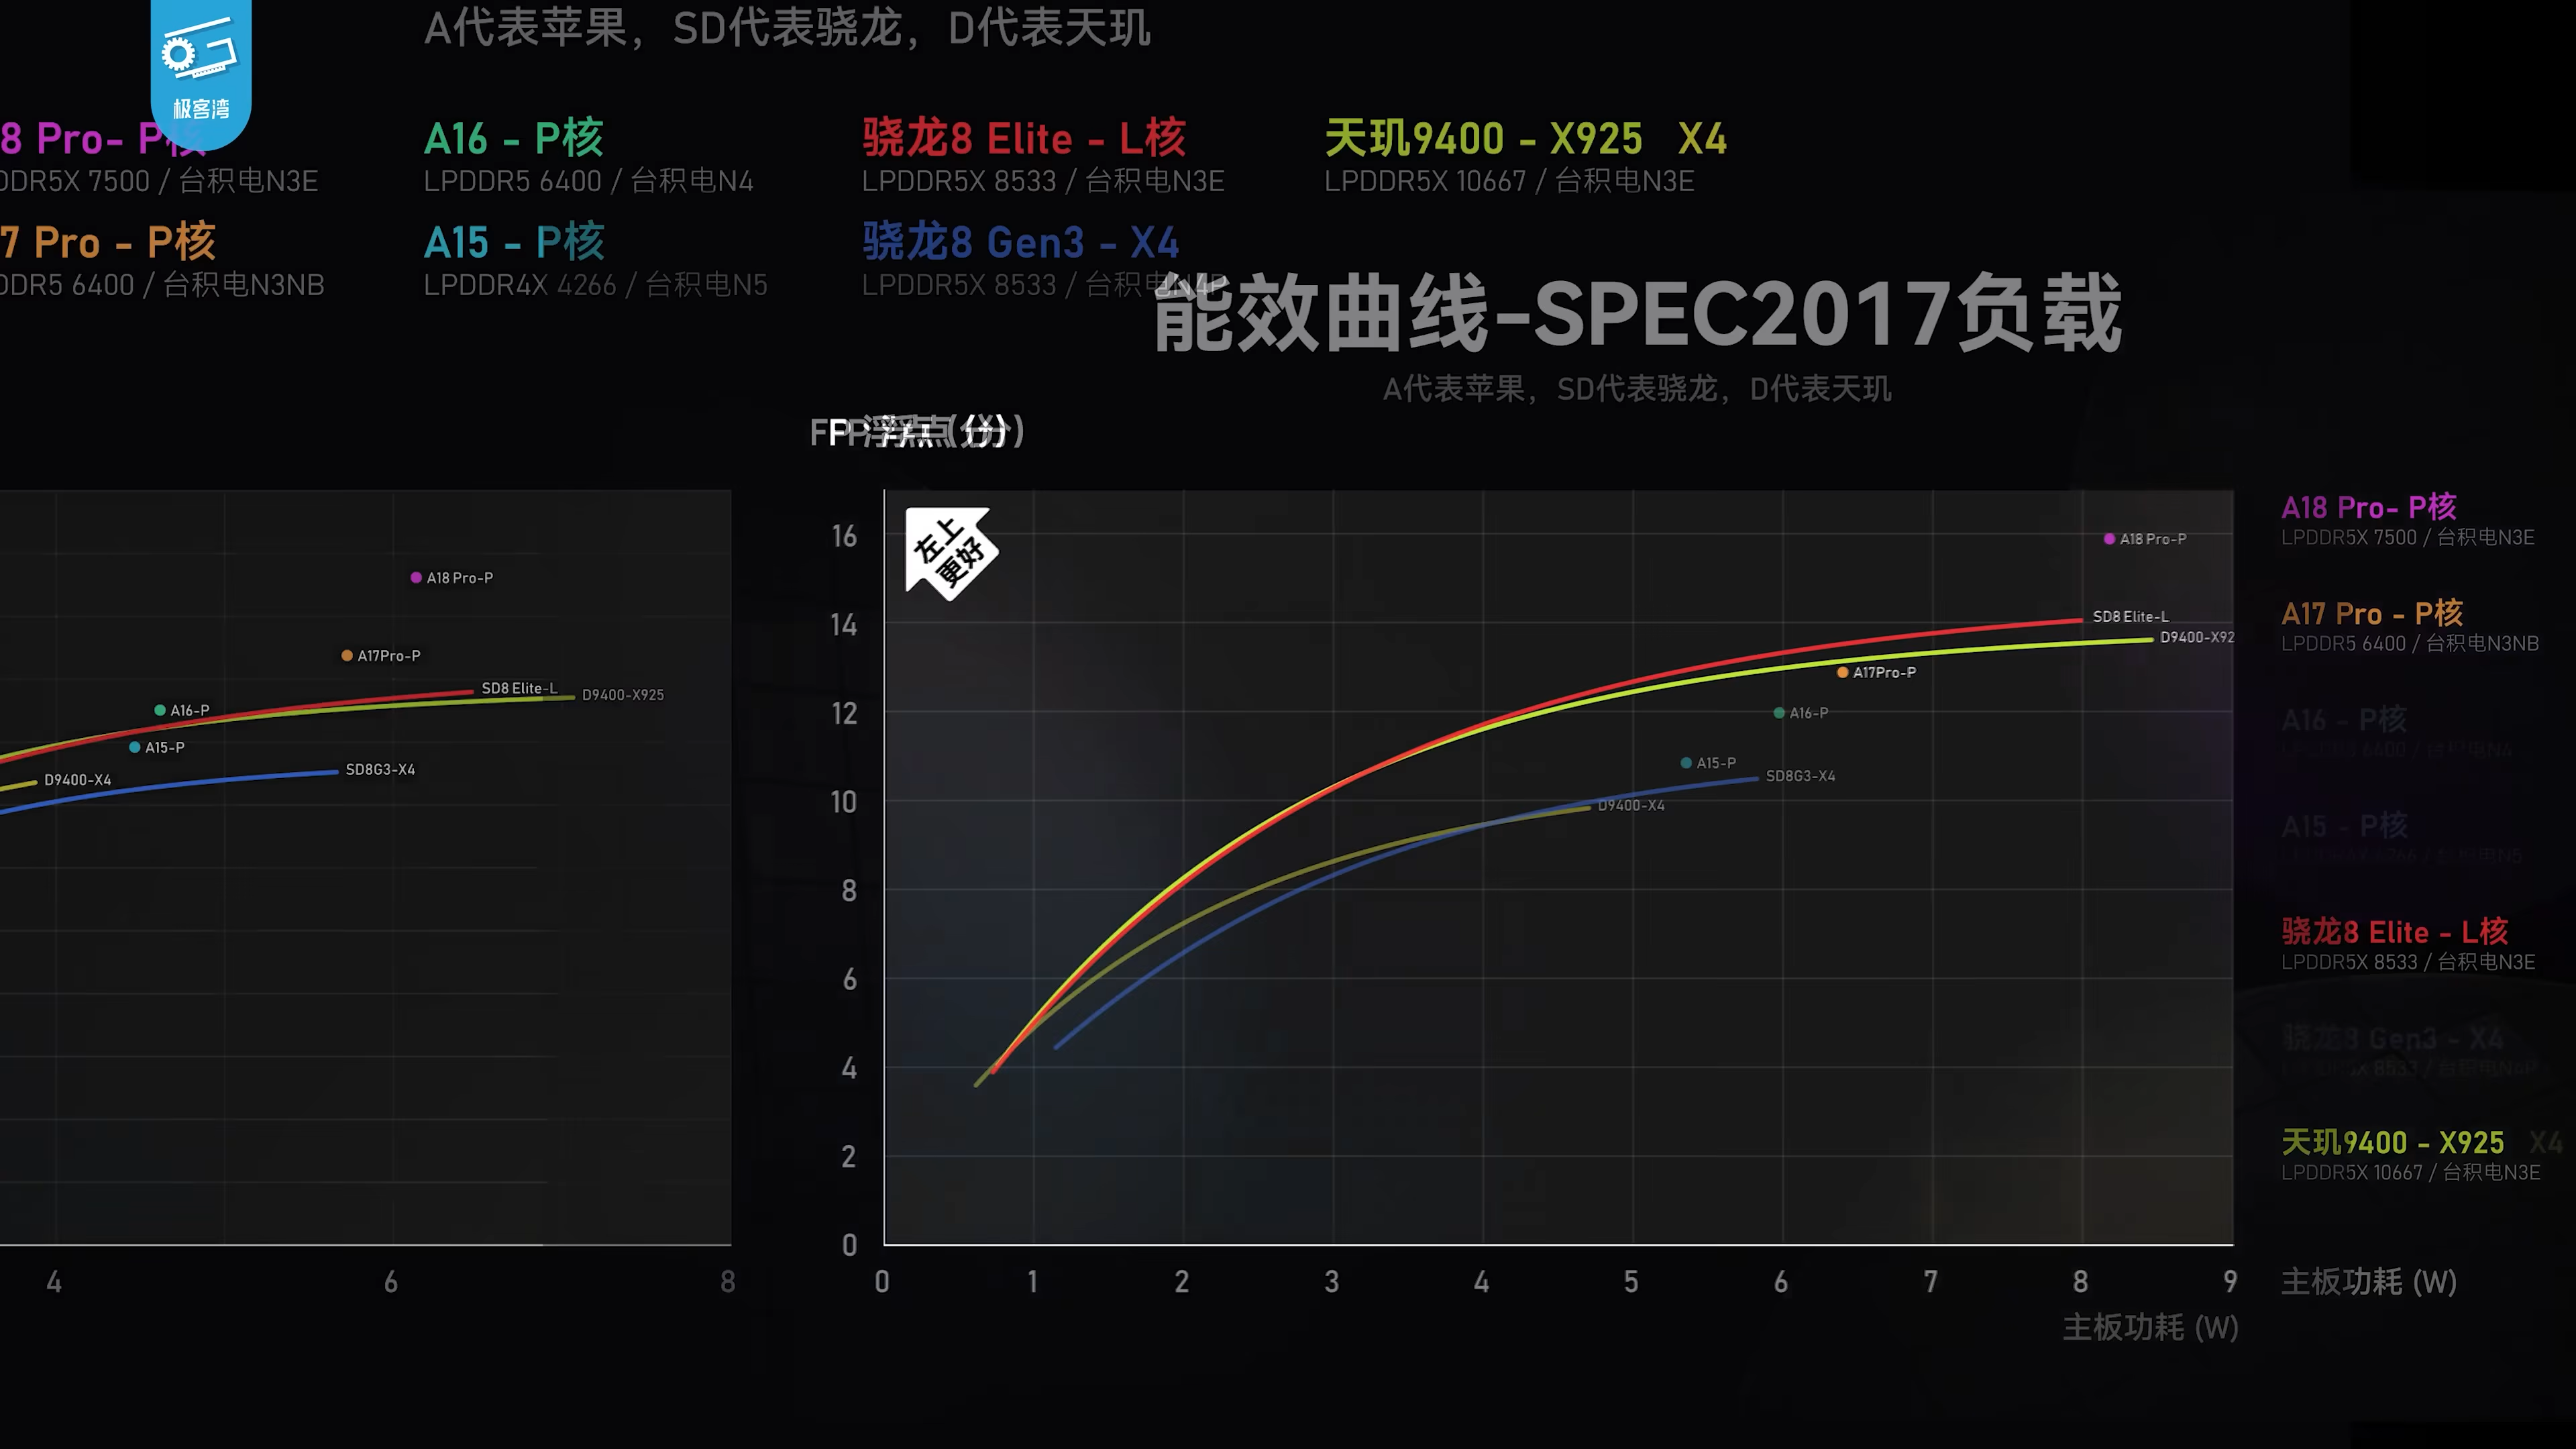 A代表苹果，SD代表骁龙，D代表天玑
极客湾
8 Pro- P核
DDR5X 7500 / 台积电N3E
A16 - P核
LPDDR5 6400 / 台积电N4
骁龙8 Elite - L核
LPDDR5X 8533 / 台积电N3E
天玑9400 - X925 X4
LPDDR5X 10667 / 台积电N3E
7 Pro - P核
DDR5 6400 / 台积电N3NB
A15 - P核
LPDDR4X 4266 / 台积电N5
骁龙8 Gen3 - X4
LPDDR5X 8533 / 台积电N4P
能效曲线-SPEC2017负载
A代表苹果，SD代表骁龙，D代表天玑
A18 Pro-P
A17Pro-P
A16-P
A15-P
SD8 Elite-L
D9400-X925
D9400-X4
SD8G3-X4
4
6
8
左上
更好
16
14
12
10
8
6
4
2
0
A18 Pro-P
SD8 Elite-L
D9400-X92
A17Pro-P
A16-P
A15-P
SD8G3-X4
D9400-X4
0 1 2 3 4 5 6 7 8 9
主板功耗 (W)
主板功耗 (W)
A18 Pro- P核
LPDDR5X 7500 / 台积电N3E
A17 Pro - P核
LPDDR5 6400 / 台积电N3NB
A16 - P核
A15 - P核
骁龙8 Elite - L核
LPDDR5X 8533 / 台积电N3E
骁龙8 Gen3 - X4
天玑9400 - X925 X4
LPDDR5X 10667 / 台积电N3E